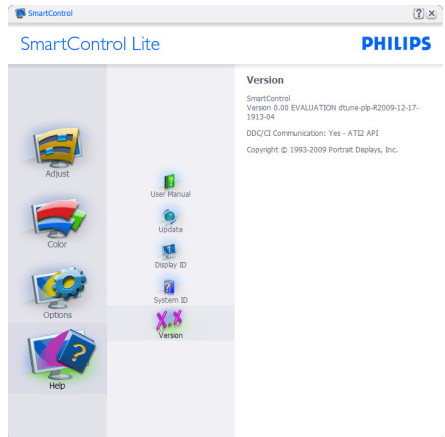 SmartControl
SmartControl Lite
PHILIPS
Adjust
Color
Options
Help
User Manual
Update
Display ID
System ID
X.X
Version
Version
SmartControl
Version 0.00 EVALUATION dtune-plp-R2009-12-17-
1913-04
DDC/CI Communication: Yes - ATI2 API
Copyright © 1993-2009 Portrait Displays, Inc.